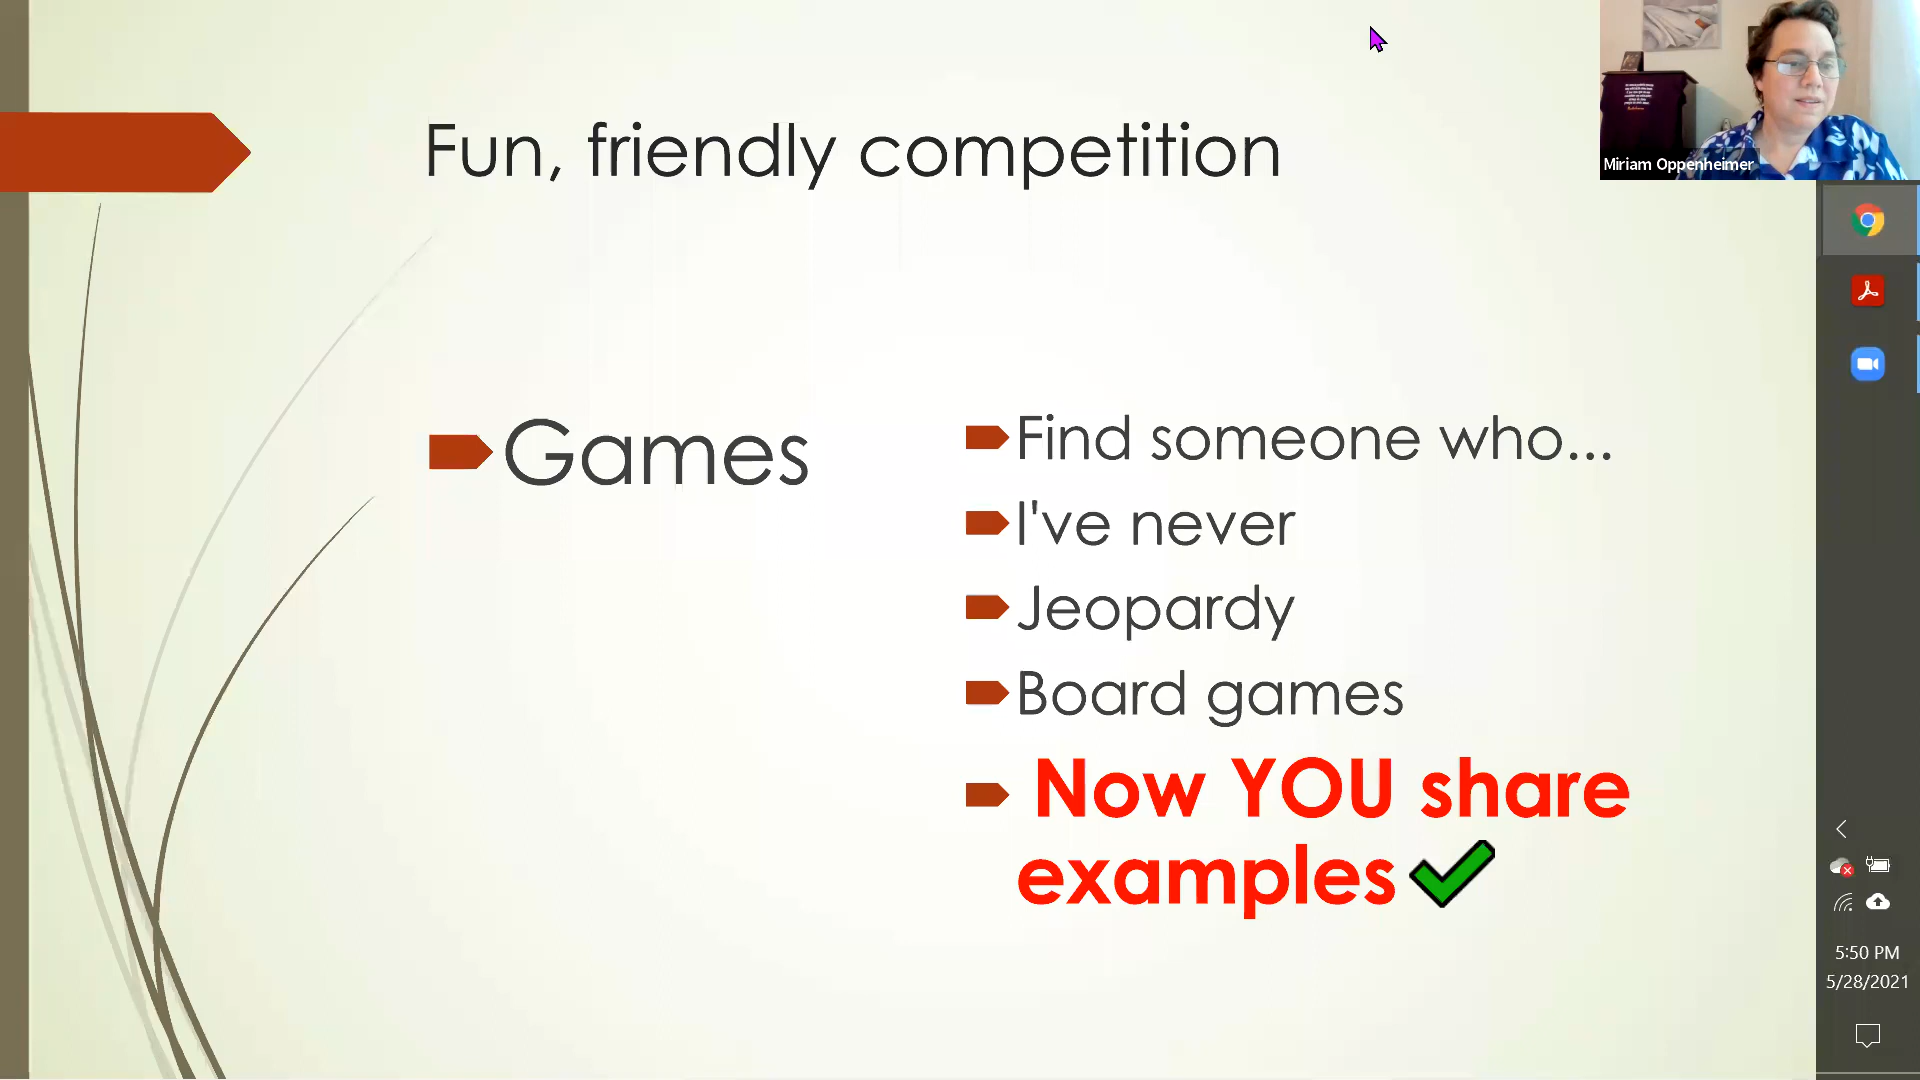 Fun, friendly competition
Miriam Oppenheimer
Games
Find someone who...
I've never
Jeopardy
Board games
Now YOU share
examples
5:50 PM
5/28/2021